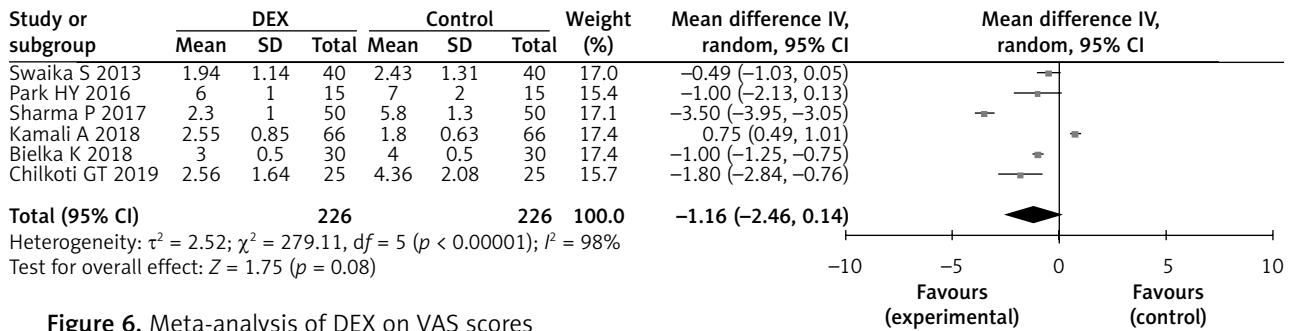 Study or DEX Control Weight Mean difference IV, Mean difference IV,
subgroup Mean SD Total Mean SD Total (%) random, 95% CI random, 95% CI
Swaika S 2013 1.94 1.14 40 2.43 1.31 40 17.0 −0.49 (−1.03, 0.05)
Park HY 2016 6 1 15 7 2 15 15.4 −1.00 (−2.13, 0.13)
Sharma P 2017 2.3 1 50 5.8 1.3 50 17.1 −3.50 (−3.95, −3.05)
Kamali A 2018 2.55 0.85 66 1.8 0.63 66 17.4 0.75 (0.49, 1.01)
Bielka K 2018 3 0.5 30 4 0.5 30 17.4 −1.00 (−1.25, −0.75)
Chilkoti GT 2019 2.56 1.64 25 4.36 2.08 25 15.7 −1.80 (−2.84, −0.76)
Total (95% CI) 226 226 100.0 −1.16 (−2.46, 0.14)
Heterogeneity: τ² = 2.52; χ² = 279.11, df = 5 (p < 0.00001); I² = 98%
Test for overall effect: Z = 1.75 (p = 0.08)
−10 −5 0 5 10
Favours Favours
(experimental) (control)
Figure 6. Meta-analysis of DEX on VAS scores